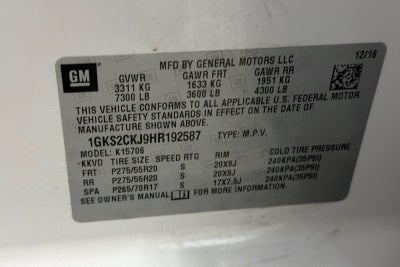 GM
MFD BY GENERAL MOTORS LLC
12/16
GVWR GAWR FRT GAWR RR
3311 KG 1633 KG 1951 KG
7300 LB 3600 LB 4300 LB
THIS VEHICLE CONFORMS TO ALL APPLICABLE U.S. FEDERAL MOTOR
VEHICLE SAFETY STANDARDS IN EFFECT ON THE DATE OF
MANUFACTURE SHOWN ABOVE.
1GKS2CKJ9HR192587 TYPE: M.P.V.
MODEL: K15706
-KKVD TIRE SIZE SPEED RTG RIM COLD TIRE PRESSURE
FRT P275/55R20 S 20X9J 240KPA(35PSI)
RR P275/55R20 S 20X9J 240KPA(35PSI)
SPA P265/70R17 S 17X7.5J 240KPA(35PSI)
SEE OWNER'S MANUAL FOR MORE INFORMATION.